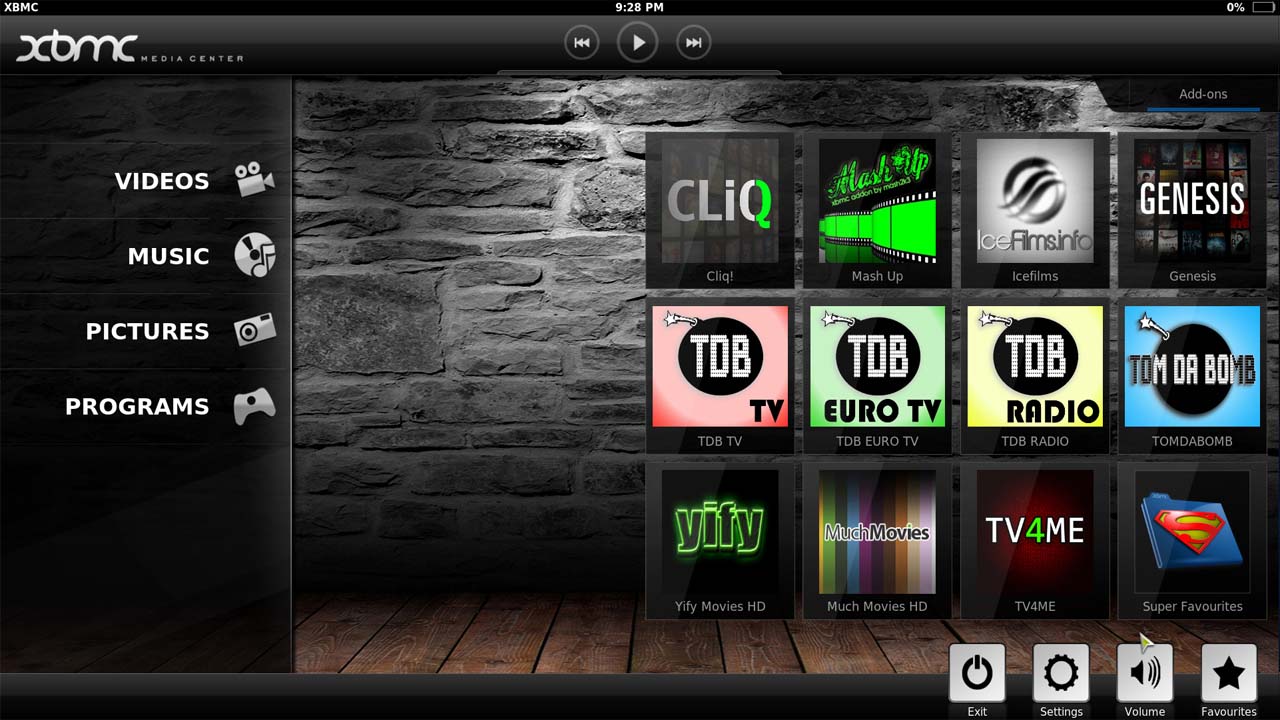 XBMC
9:28 PM
0%
xbmc MEDIA CENTER
Add-ons
VIDEOS
MUSIC
PICTURES
PROGRAMS
CLiQ
Cliq!
Mash Up
xbmc addon by mash2k3
Mash Up
IceFilms.info
Icefilms
GENESIS
Genesis
TDB
TV
TDB TV
TDB
EURO TV
TDB EURO TV
TDB
RADIO
TDB RADIO
TOM DA BOMB
TOMDABOMB
yify
Yify Movies HD
MuchMovies
Much Movies HD
TV4ME
TV4ME
Super Favourites
Exit
Settings
Volume
Favourites